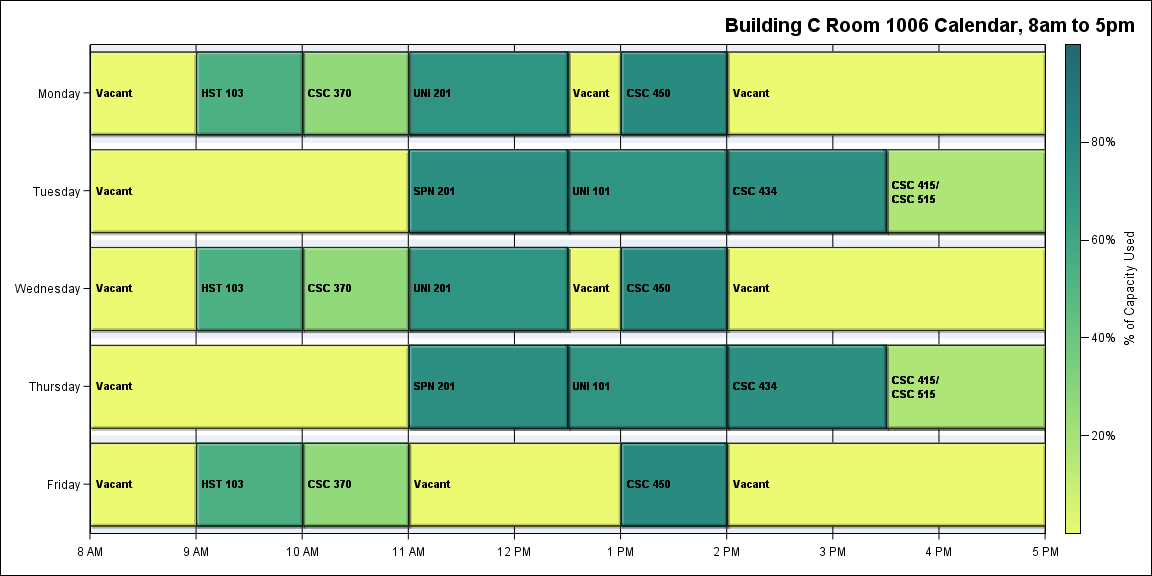 Building C Room 1006 Calendar, 8am to 5pm
Monday
Vacant
HST 103
CSC 370
UNI 201
Vacant
CSC 450
Vacant
Tuesday
Vacant
SPN 201
UNI 101
CSC 434
CSC 415/
CSC 515
Wednesday
Vacant
HST 103
CSC 370
UNI 201
Vacant
CSC 450
Vacant
Thursday
Vacant
SPN 201
UNI 101
CSC 434
CSC 415/
CSC 515
Friday
Vacant
HST 103
CSC 370
Vacant
CSC 450
Vacant
8 AM
9 AM
10 AM
11 AM
12 PM
1 PM
2 PM
3 PM
4 PM
5 PM
80%
60%
40%
20%
% of Capacity Used